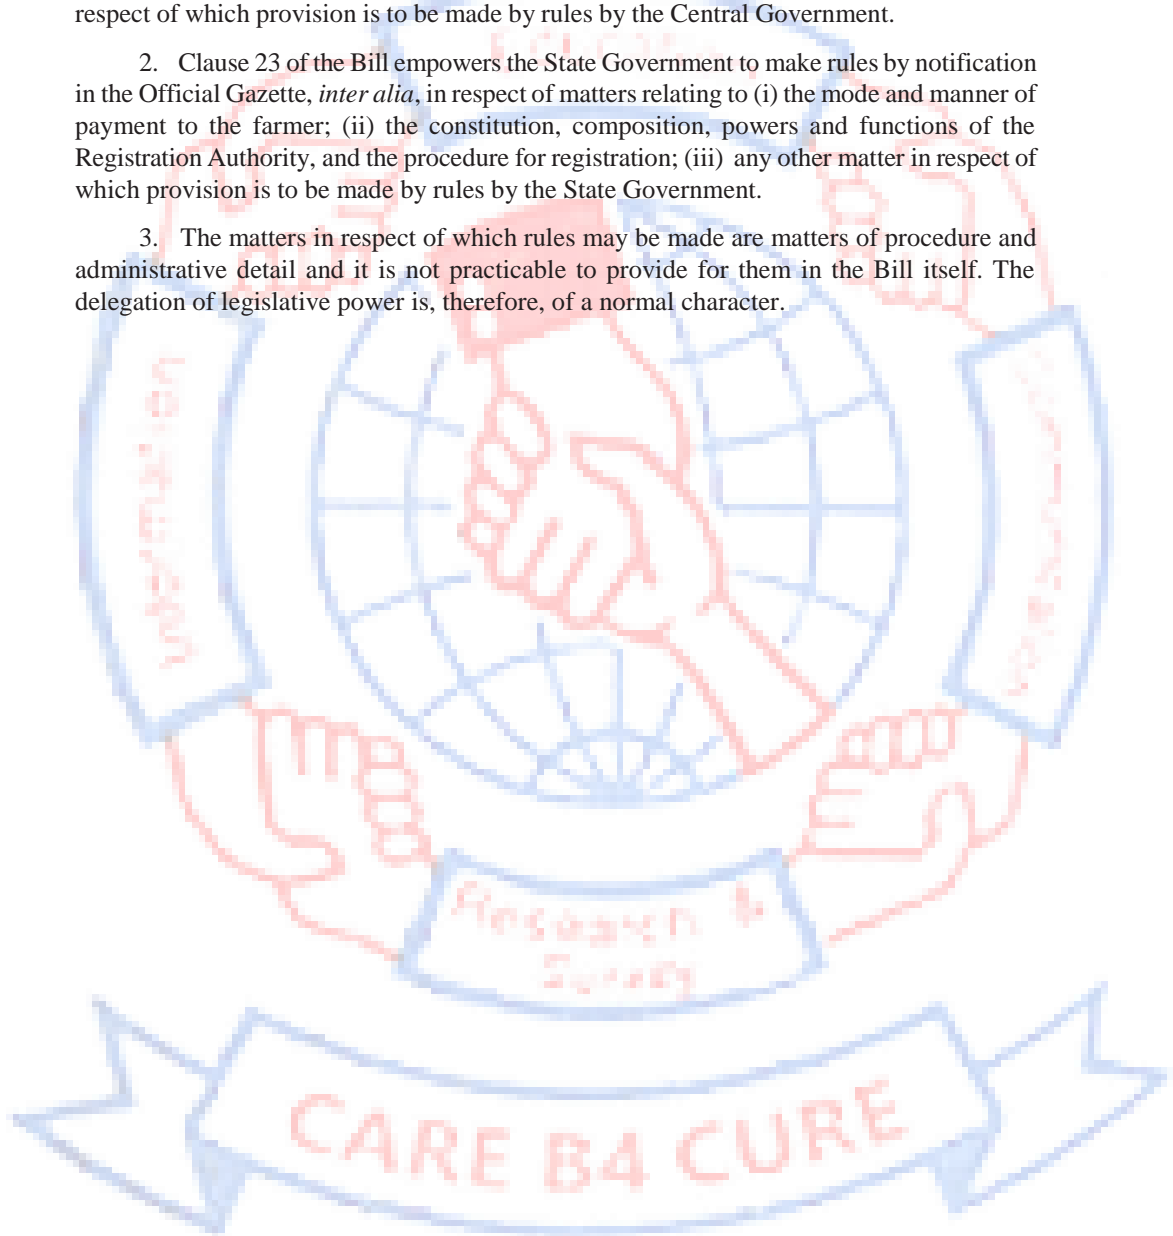 respect of which provision is to be made by rules by the Central Government.
2. Clause 23 of the Bill empowers the State Government to make rules by notification
in the Official Gazette, inter alia, in respect of matters relating to (i) the mode and manner of
payment to the farmer; (ii) the constitution, composition, powers and functions of the
Registration Authority, and the procedure for registration; (iii) any other matter in respect of
which provision is to be made by rules by the State Government.
3. The matters in respect of which rules may be made are matters of procedure and
administrative detail and it is not practicable to provide for them in the Bill itself. The
delegation of legislative power is, therefore, of a normal character.
Research &
Survey
CARE B4 CURE